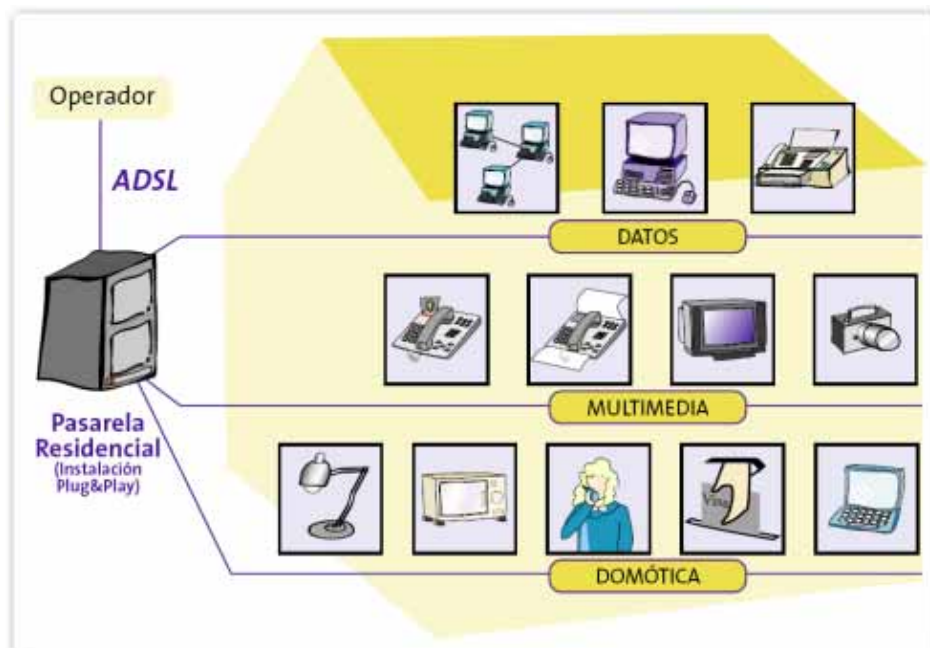 Operador
ADSL
DATOS
MULTIMEDIA
Pasarela
Residencial
(Instalación
Plug&Play)
DOMÓTICA